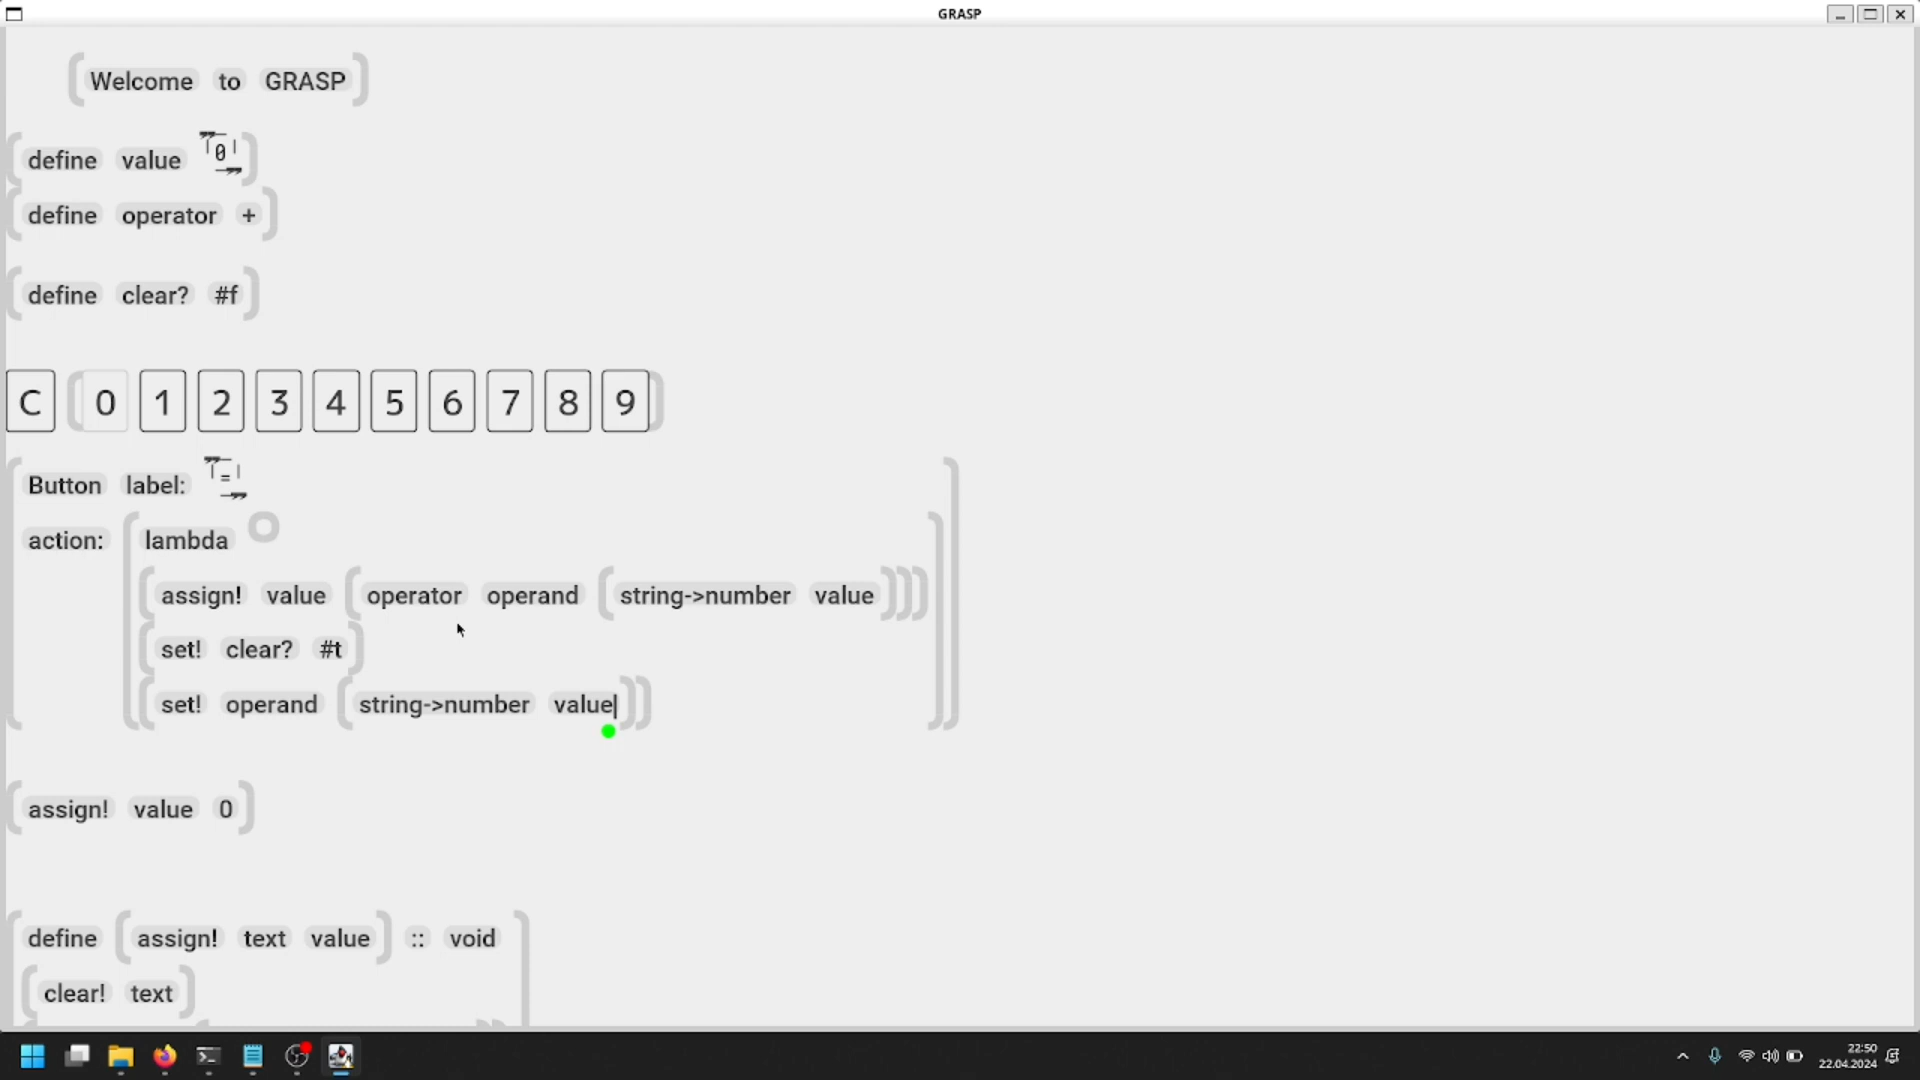 GRASP
Welcome to GRASP
define value "0"
define operator +
define clear? #f
C 0 1 2 3 4 5 6 7 8 9
Button label: "="
action: lambda
assign! value operator operand string->number value
set! clear? #t
set! operand string->number value
assign! value 0
define assign! text value :: void
clear! text
22:50
22.04.2024